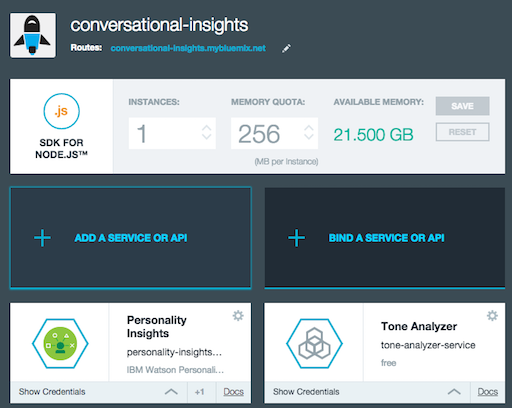 conversational-insights
Routes: conversational-insights.mybluemix.net
.js
SDK FOR
NODE.JS™
INSTANCES:
1
MEMORY QUOTA:
256
(MB per Instance)
AVAILABLE MEMORY:
21.500 GB
SAVE
RESET
ADD A SERVICE OR API
BIND A SERVICE OR API
Personality
Insights
personality-insights...
IBM Watson Personali...
Show Credentials
+1
Docs
Tone Analyzer
tone-analyzer-service
free
Show Credentials
Docs